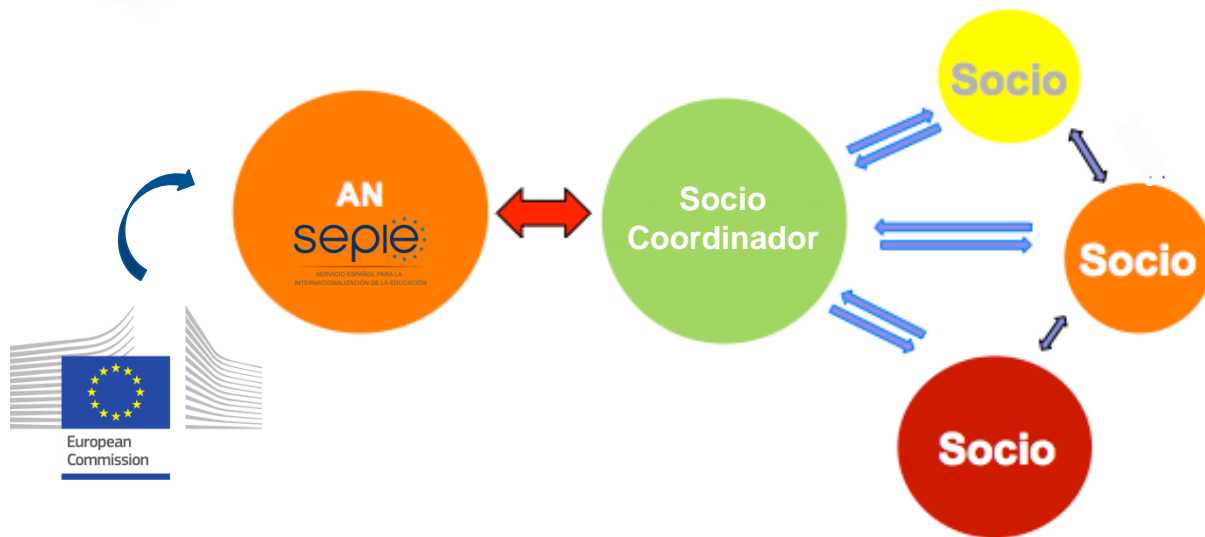 AN
sepie
SERVICIO ESPAÑOL PARA LA
INTERNACIONALIZACIÓN DE LA EDUCACIÓN
European
Commission
Socio
Coordinador
Socio
Socio
Socio